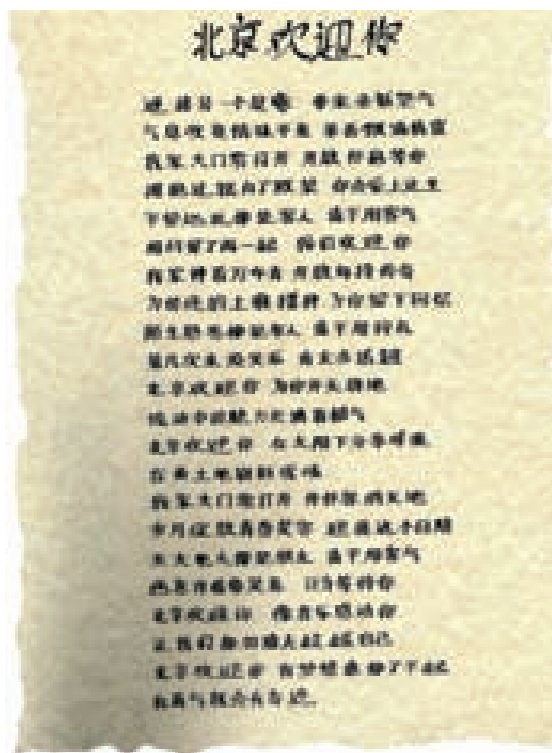 北京欢迎你
迎接另一个晨曦 带来全新空气
气息改变情味不变 茶香飘满情谊
我家大门常打开 开放怀抱等你
拥抱过就有了默契 你会爱上这里
不管远近都是客人 请不用客气
相约好了再一起 我们欢迎你
我家种着万年青 开放每段传奇
为传统的土壤播种 为你留下回忆
陌生熟悉都是客人 请不用拘礼
第几次来没关系 有太多话题
北京欢迎你 为你开天辟地
流动中的魅力充满着朝气
北京欢迎你 在太阳下分享呼吸
在黄土地刷新成绩
我家大门常打开 开怀容纳天地
岁月绽放青春笑容 迎接这个日期
天大地大都是朋友 请不用客气
画意诗情带笑意 只为等待你
北京欢迎你 像音乐感动你
让我们都加油去超越自己
北京欢迎你 有梦想谁都了不起
有勇气就会有奇迹。